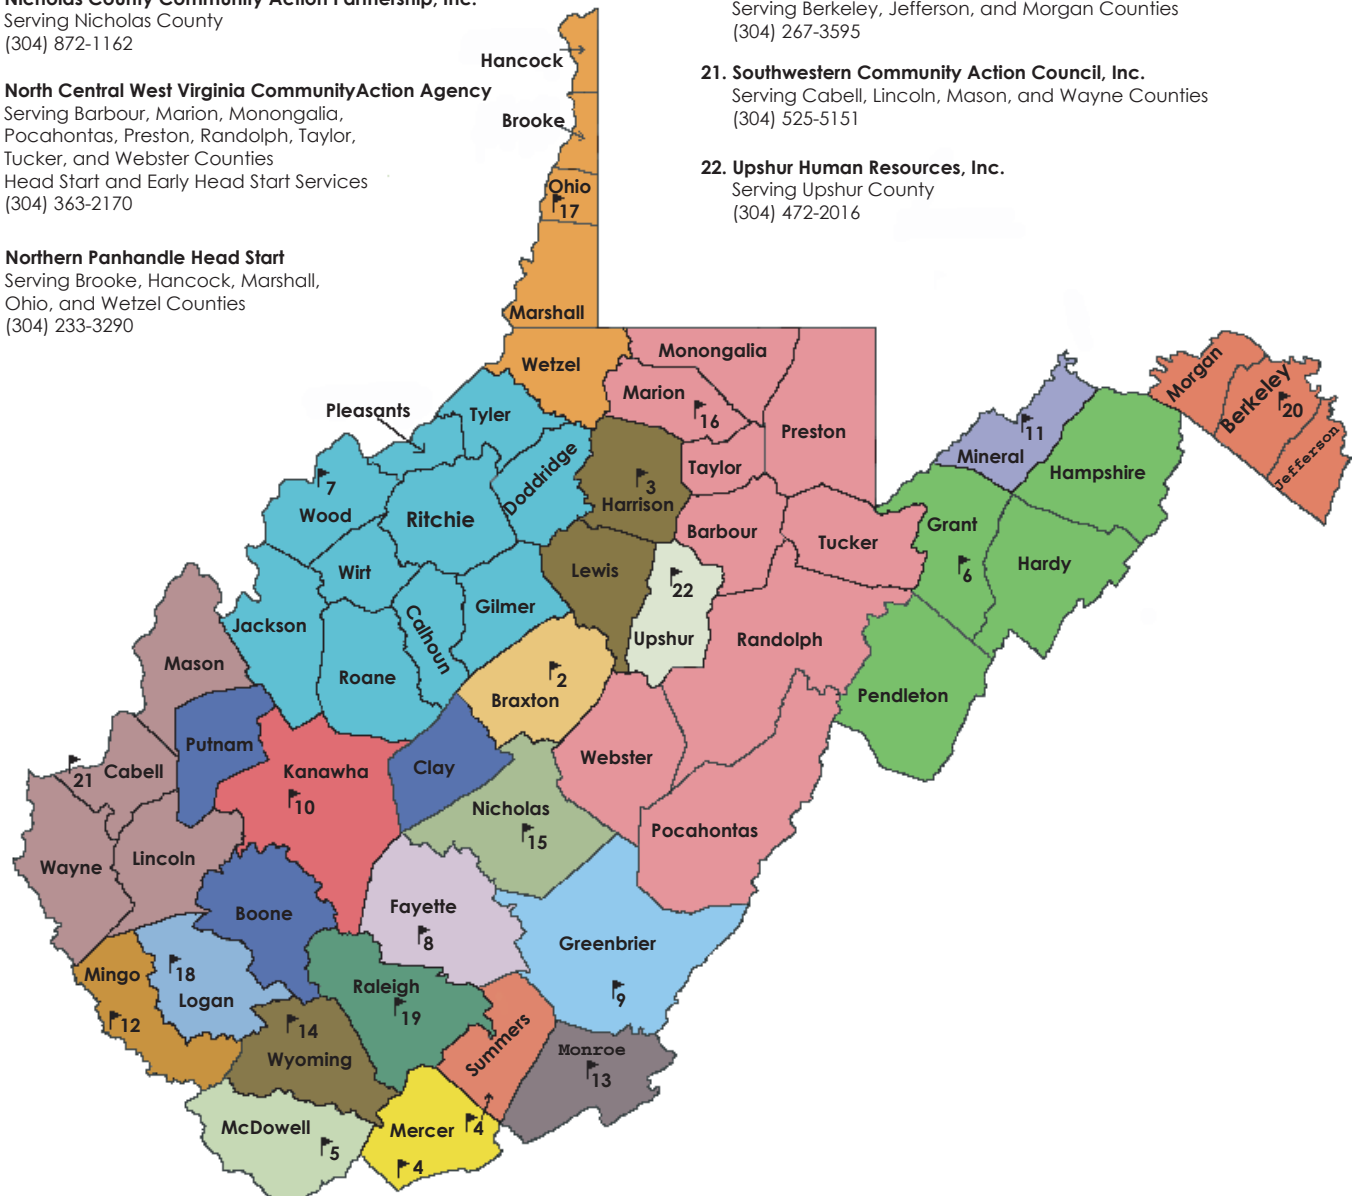 Nicholas County Community Action Partnership, Inc.
Serving Nicholas County
(304) 872-1162
North Central West Virginia CommunityAction Agency
Serving Barbour, Marion, Monongalia,
Pocahontas, Preston, Randolph, Taylor,
Tucker, and Webster Counties
Head Start and Early Head Start Services
(304) 363-2170
Northern Panhandle Head Start
Serving Brooke, Hancock, Marshall,
Ohio, and Wetzel Counties
(304) 233-3290
Serving Berkeley, Jefferson, and Morgan Counties
(304) 267-3595
21. Southwestern Community Action Council, Inc.
Serving Cabell, Lincoln, Mason, and Wayne Counties
(304) 525-5151
22. Upshur Human Resources, Inc.
Serving Upshur County
(304) 472-2016
Hancock
Brooke
Ohio
17
Marshall
Wetzel
Monongalia
Marion
16
Preston
Taylor
Pleasants
Tyler
Doddridge
7
Wood
Ritchie
3
Harrison
Barbour
Tucker
Wirt
Lewis
22
Upshur
Gilmer
Calhoun
Jackson
Roane
Randolph
Mason
2
Braxton
Morgan
Berkeley
20
Jefferson
11
Mineral
Hampshire
Grant
6
Hardy
Pendleton
Putnam
Kanawha
10
Clay
Webster
21
Cabell
Nicholas
15
Pocahontas
Wayne
Lincoln
Boone
Fayette
8
Greenbrier
9
Mingo
12
18
Logan
Raleigh
19
14
Wyoming
Summers
Monroe
13
McDowell
5
Mercer
4
4